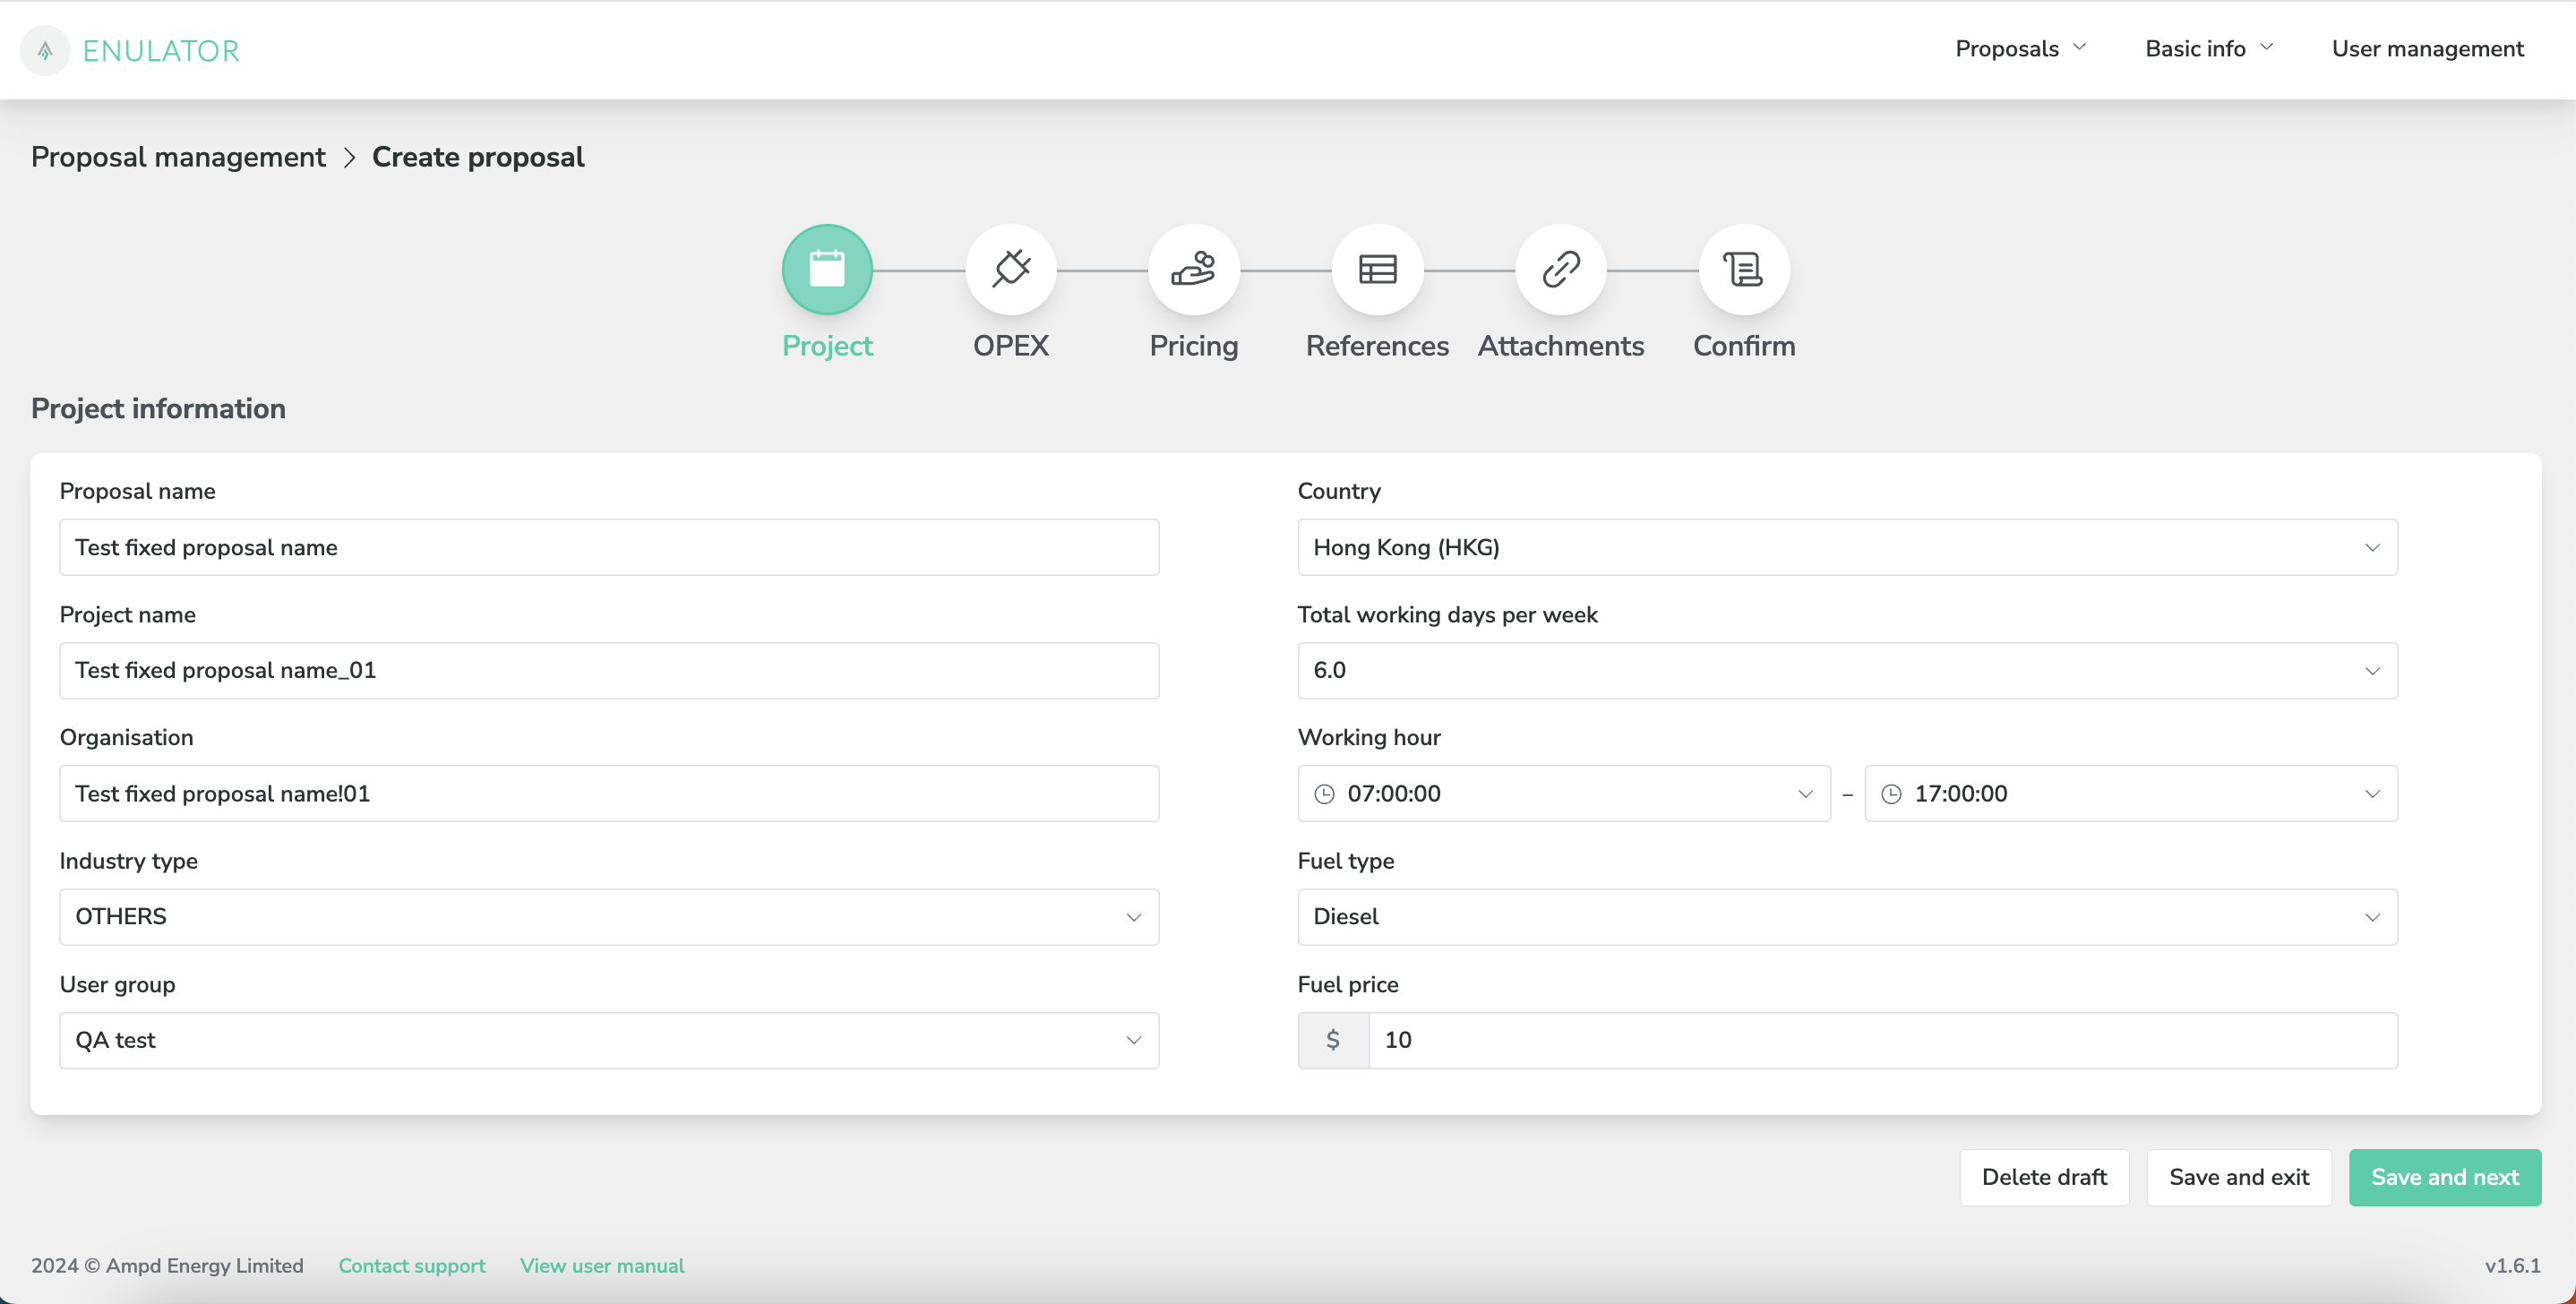 ENULATOR
Proposals
Basic info
User management
Proposal management > Create proposal
Project
OPEX
Pricing
References
Attachments
Confirm
Project information
Proposal name
Test fixed proposal name
Project name
Test fixed proposal name_01
Organisation
Test fixed proposal name!01
Industry type
OTHERS
User group
QA test
Country
Hong Kong (HKG)
Total working days per week
6.0
Working hour
07:00:00 – 17:00:00
Fuel type
Diesel
Fuel price
$ 10
Delete draft
Save and exit
Save and next
2024 © Ampd Energy Limited
Contact support
View user manual
v1.6.1